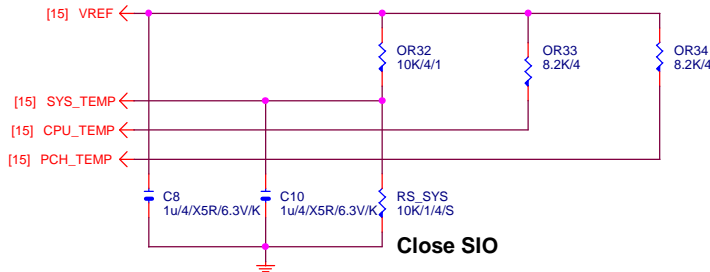 [15] VREF
OR32
10K/4/1
OR33
8.2K/4
OR34
8.2K/4
[15] SYS_TEMP
[15] CPU_TEMP
[15] PCH_TEMP
C8
1u/4/X5R/6.3V/K
C10
1u/4/X5R/6.3V/K
RS_SYS
10K/1/4/S
Close SIO